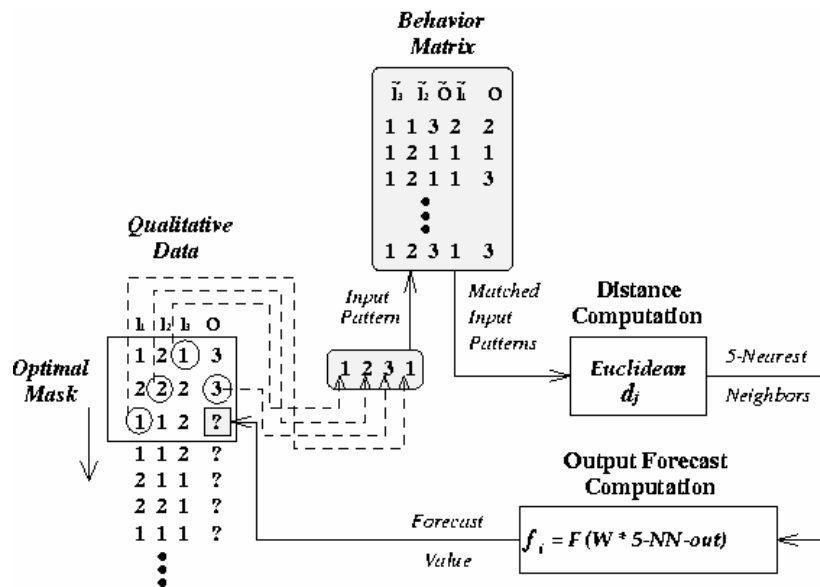 Behavior
Matrix
Ĩ₃ Ĩ₂ Õ Ĩ₁ O
1 1 3 2 2
1 2 1 1 1
1 2 1 1 3
1 2 3 1 3
Qualitative
Data
I₁ I₂ I₃ O
1 2 1 3
2 2 2 3
1 1 2 ?
1 1 2 ?
2 1 1 ?
2 2 1 ?
1 1 1 ?
Optimal
Mask
Input
Pattern
1 2 3 1
Matched
Input
Patterns
Distance
Computation
Euclidean
dⱼ
5-Nearest
Neighbors
Output Forecast
Computation
fᵢ = F (W * 5-NN-out)
Forecast
Value